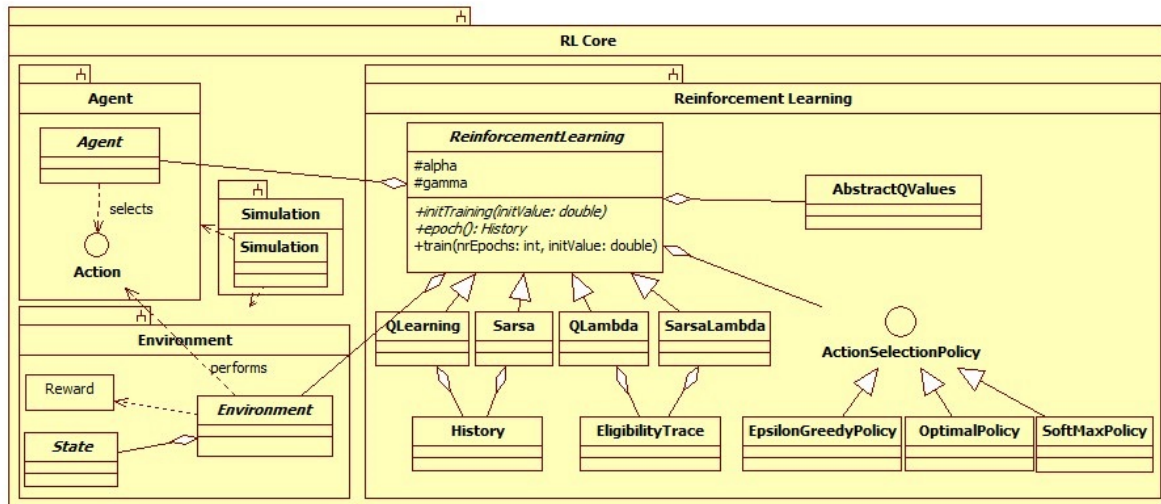 RL Core
Agent
Agent
selects
Action
Simulation
Simulation
Environment
performs
Reward
Environment
State
Reinforcement Learning
ReinforcementLearning
#alpha
#gamma
+initTraining(initValue: double)
+epoch(): History
+train(nrEpochs: int, initValue: double)
AbstractQValues
QLearning
Sarsa
QLambda
SarsaLambda
ActionSelectionPolicy
History
EligibilityTrace
EpsilonGreedyPolicy
OptimalPolicy
SoftMaxPolicy